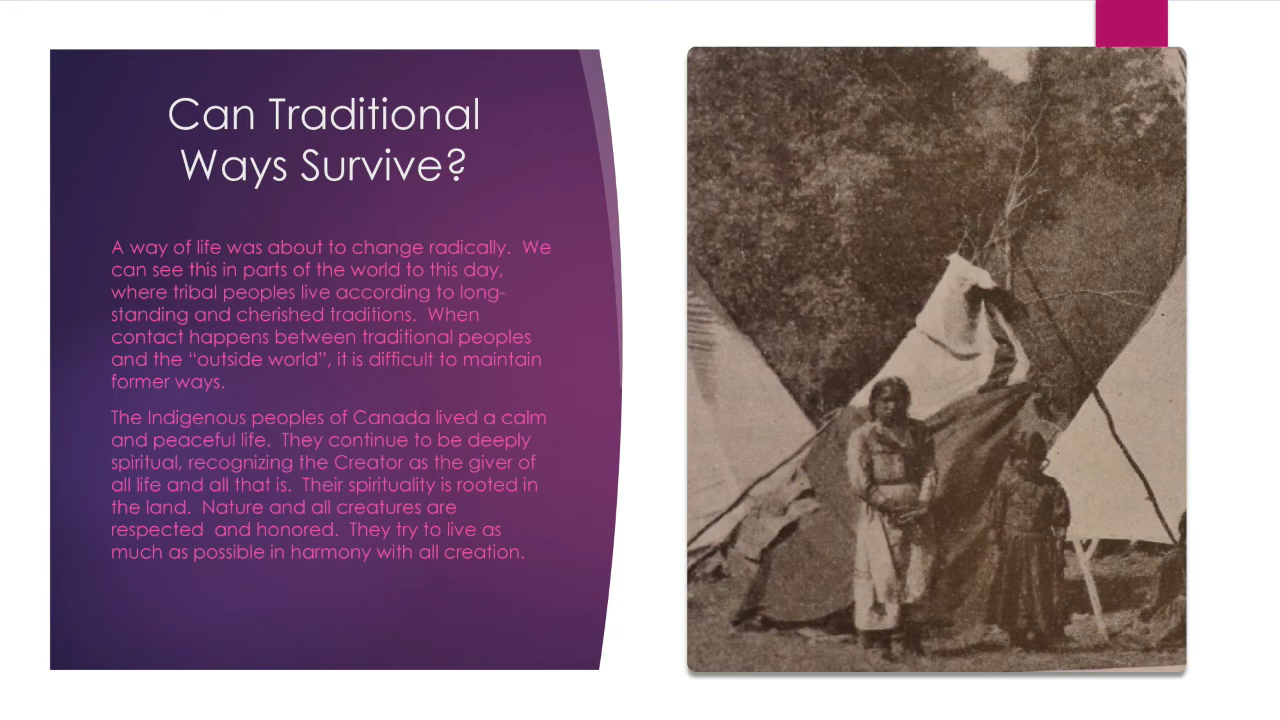 Can Traditional
Ways Survive?
A way of life was about to change radically.  We
can see this in parts of the world to this day,
where tribal peoples live according to long-
standing and cherished traditions.  When
contact happens between traditional peoples
and the “outside world”, it is difficult to maintain
former ways.
The Indigenous peoples of Canada lived a calm
and peaceful life.  They continue to be deeply
spiritual, recognizing the Creator as the giver of
all life and all that is.  Their spirituality is rooted in
the land.  Nature and all creatures are
respected  and honored.  They try to live as
much as possible in harmony with all creation.